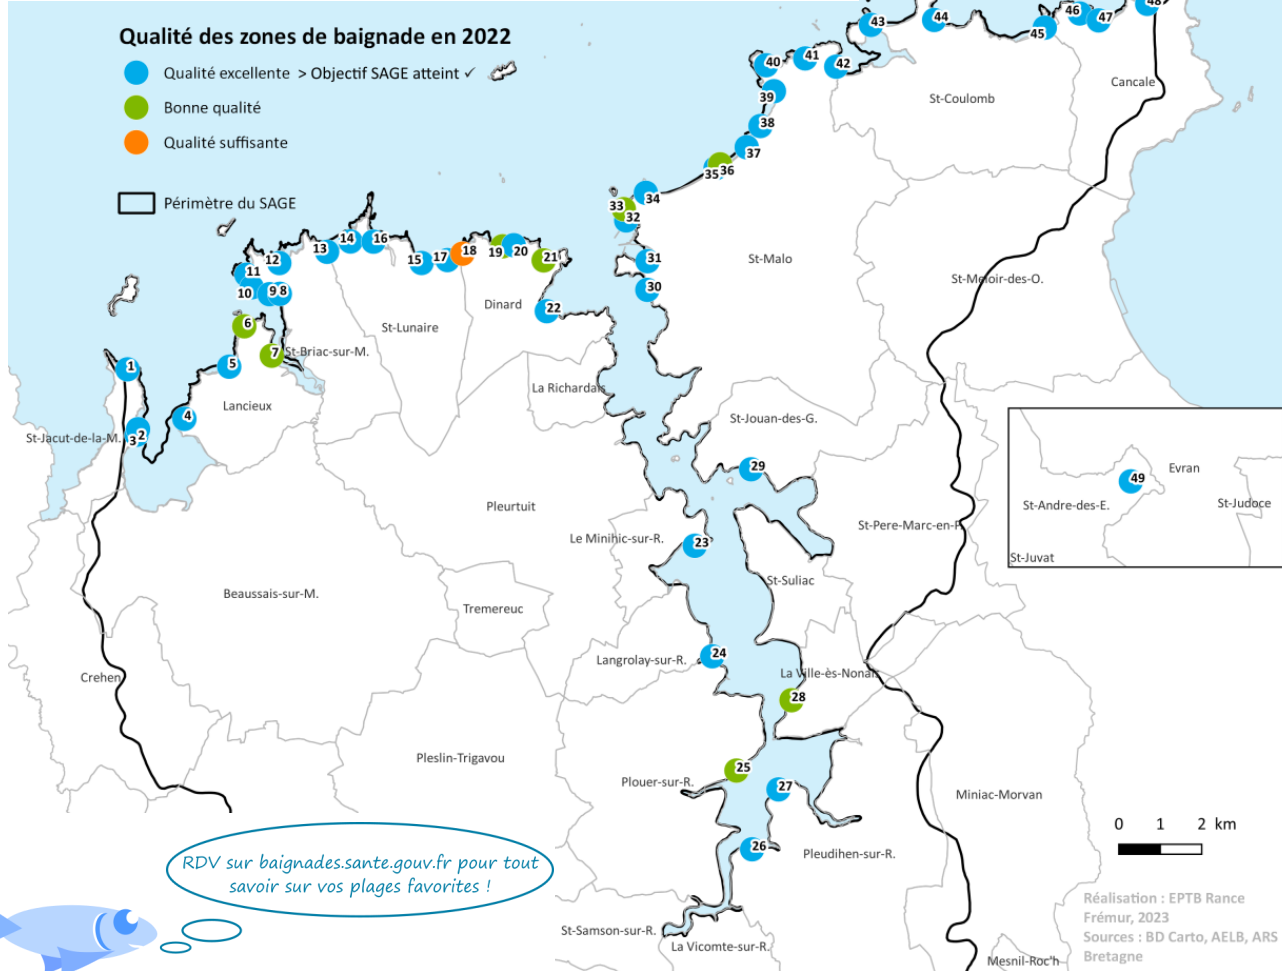 Qualité des zones de baignade en 2022
Qualité excellente > Objectif SAGE atteint ✓
Bonne qualité
Qualité suffisante
Périmètre du SAGE
48
46
47
43
44
45
41
40
42
39
St-Coulomb
Cancale
38
37
36
35
34
33
32
31
30
St-Malo
St-Meloir-des-O.
14
16
13
12
11
10
9
8
15
17
18
19
20
21
22
Dinard
St-Lunaire
6
7
St-Briac-sur-M.
1
5
Lancieux
4
La Richardais
St-Jacut-de-la-M.
3
2
St-Jouan-des-G.
29
49
Evran
St-Andre-des-E.
St-Judoce
St-Juvat
Pleurtuit
St-Pere-Marc-en-P.
Le Minihic-sur-R.
23
St-Suliac
Beaussais-sur-M.
Tremereuc
Langrolay-sur-R.
24
La Ville-ès-Nonais
Crehen
28
Pleslin-Trigavou
25
Plouer-sur-R.
27
Miniac-Morvan
0 1 2 km
26
Pleudihen-sur-R.
RDV sur baignades.sante.gouv.fr pour tout
savoir sur vos plages favorites !
St-Samson-sur-R.
La Vicomte-sur-R.
Mesnil-Roc'h
Réalisation : EPTB Rance
Frémur, 2023
Sources : BD Carto, AELB, ARS
Bretagne